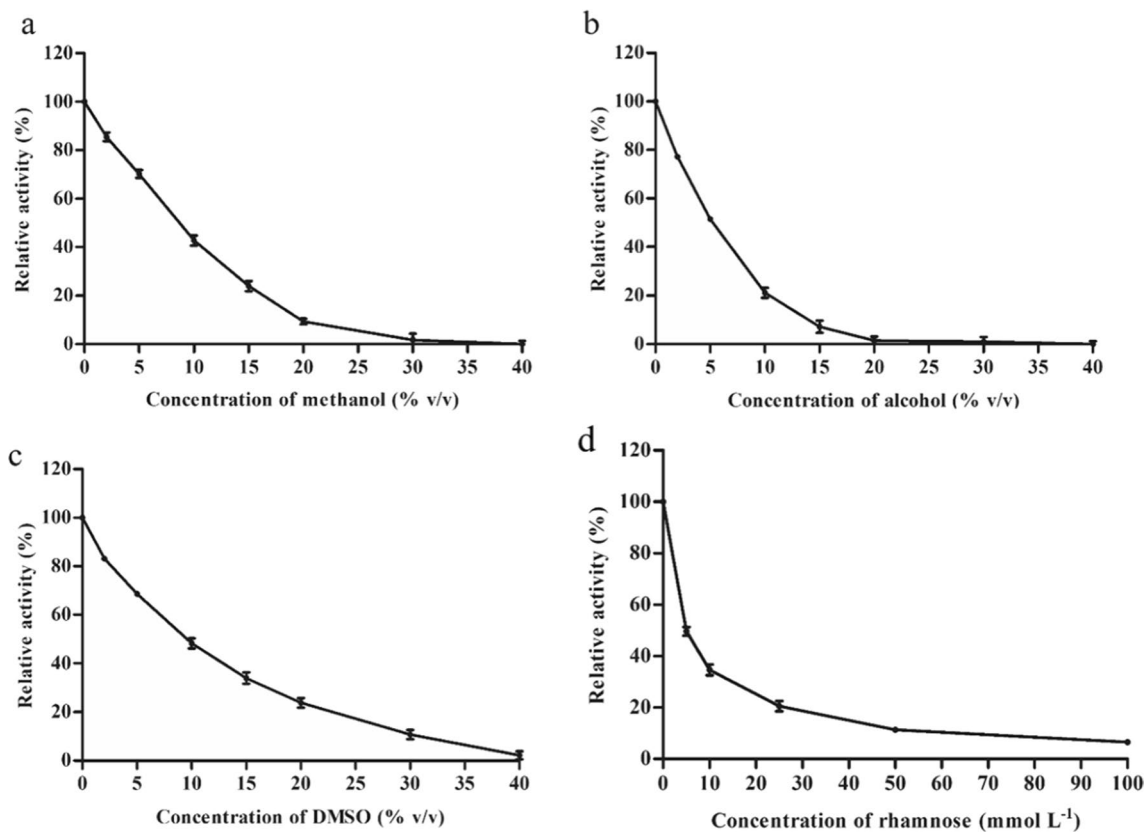 a
120
100
80
60
40
20
0
Relative activity (%)
0 5 10 15 20 25 30 35 40
Concentration of methanol (% v/v)
b
120
100
80
60
40
20
0
Relative activity (%)
0 5 10 15 20 25 30 35 40
Concentration of alcohol (% v/v)
c
120
100
80
60
40
20
0
Relative activity (%)
0 5 10 15 20 25 30 35 40
Concentration of DMSO (% v/v)
d
120
100
80
60
40
20
0
Relative activity (%)
0 10 20 30 40 50 60 70 80 90 100
Concentration of rhamnose (mmol L⁻¹)